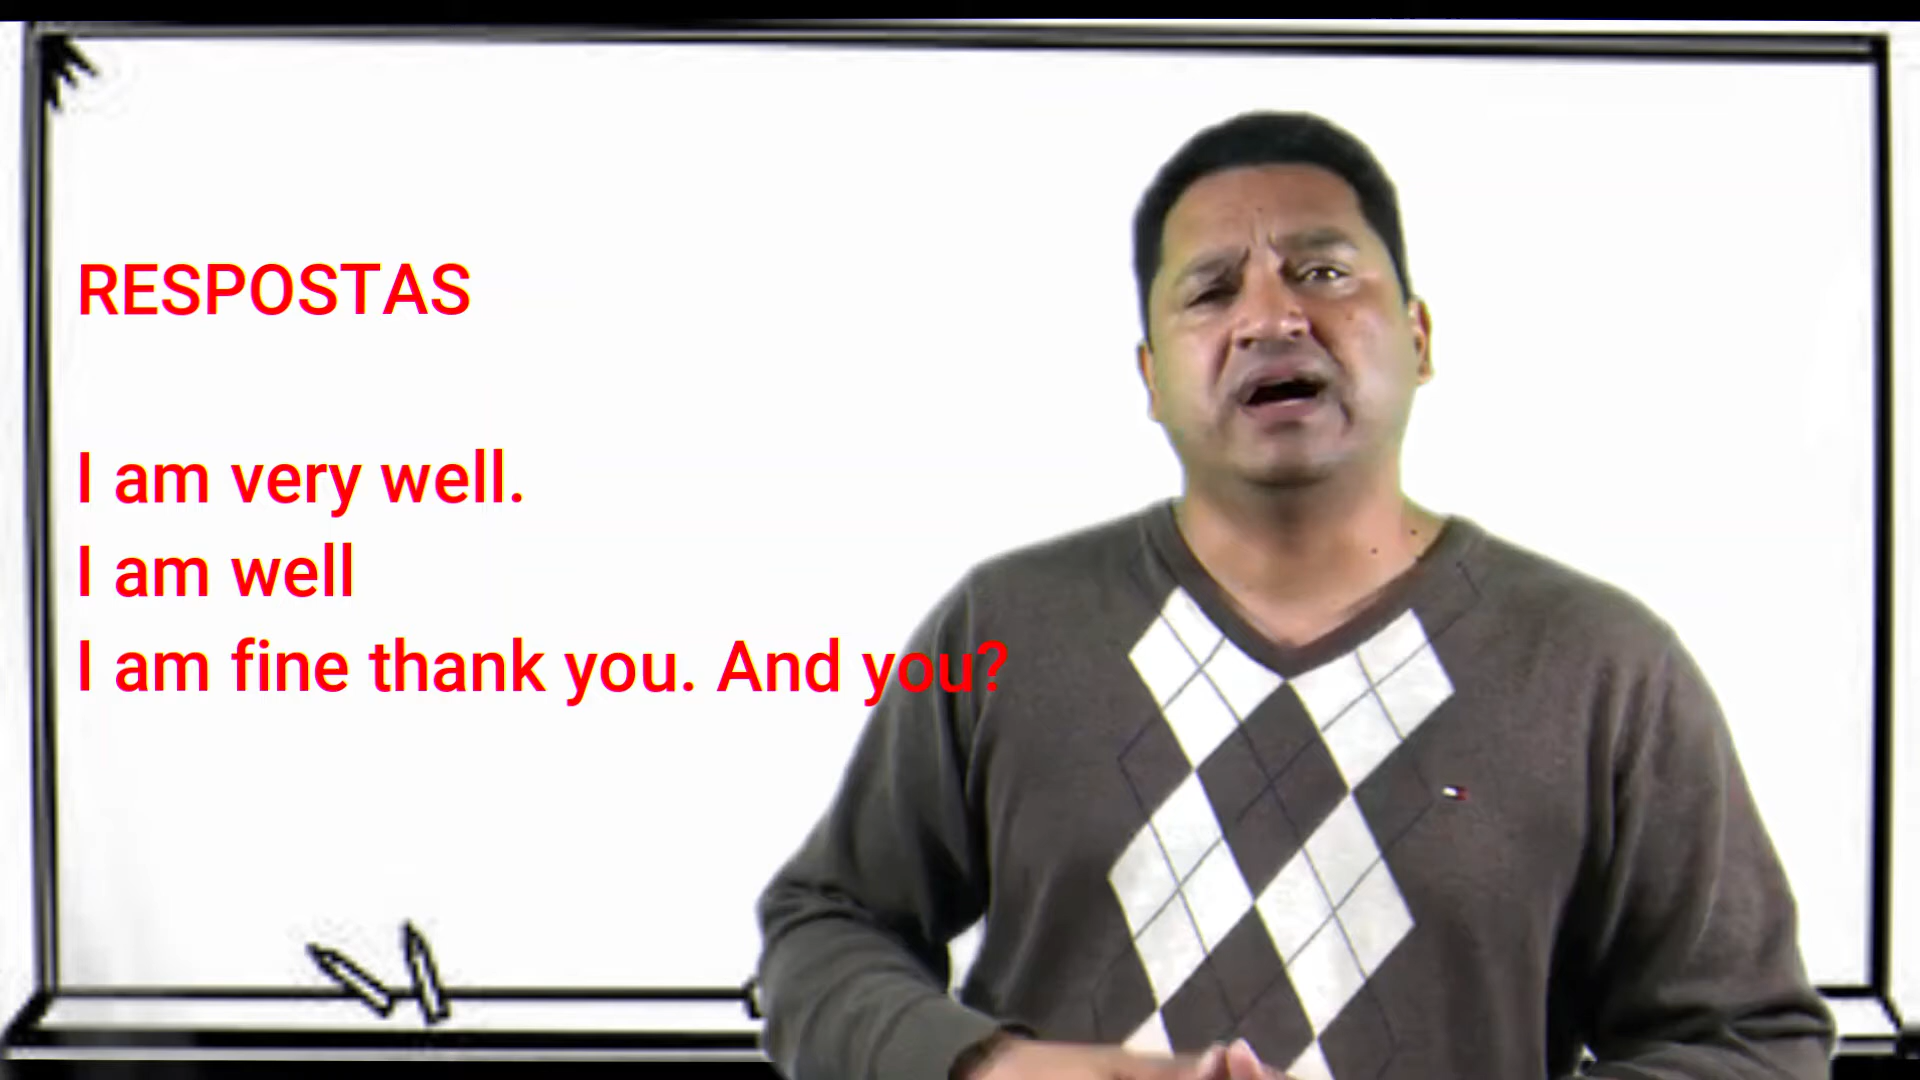 RESPOSTAS
I am very well.
I am well
I am fine thank you. And you?